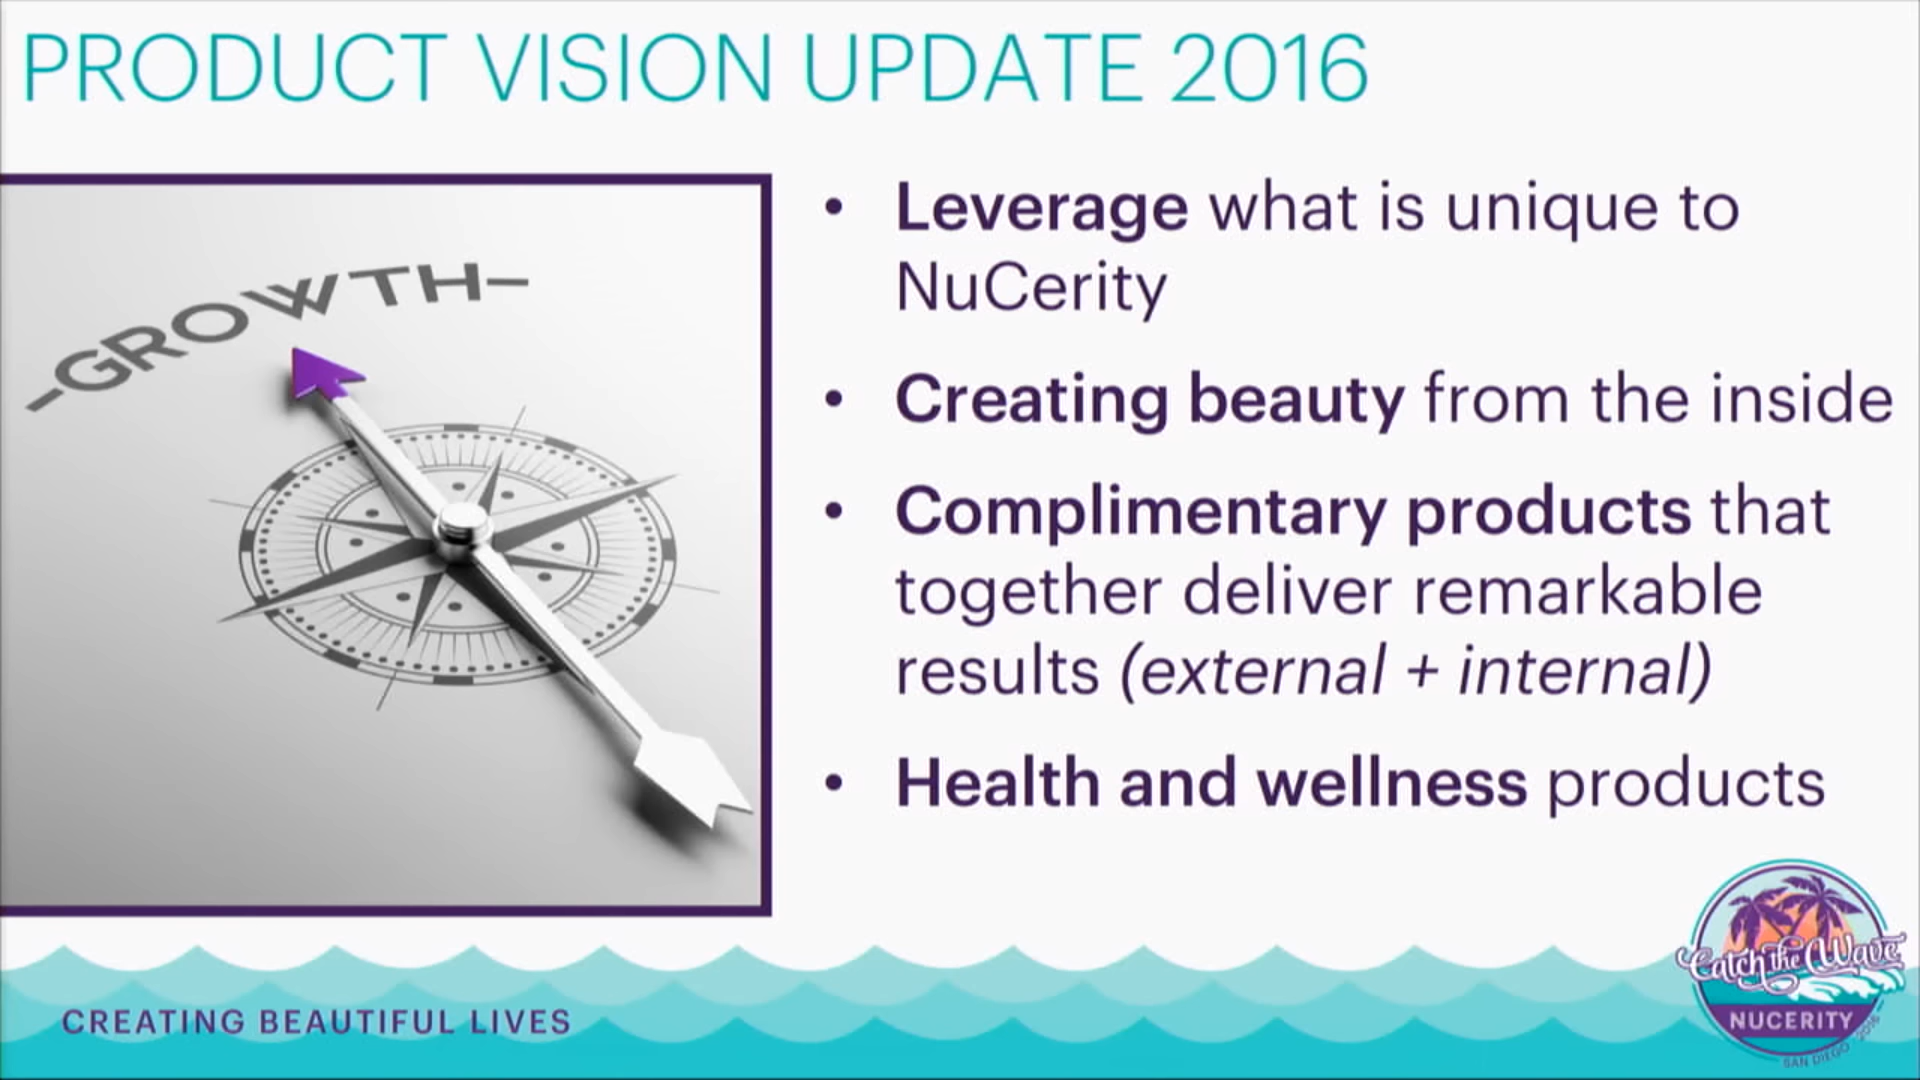 PRODUCT VISION UPDATE 2016
-GROWTH-
• Leverage what is unique to
NuCerity
• Creating beauty from the inside
• Complimentary products that
together deliver remarkable
results (external + internal)
• Health and wellness products
CREATING BEAUTIFUL LIVES
Catch the Wave
NUCERITY
SAN DIEGO 2016